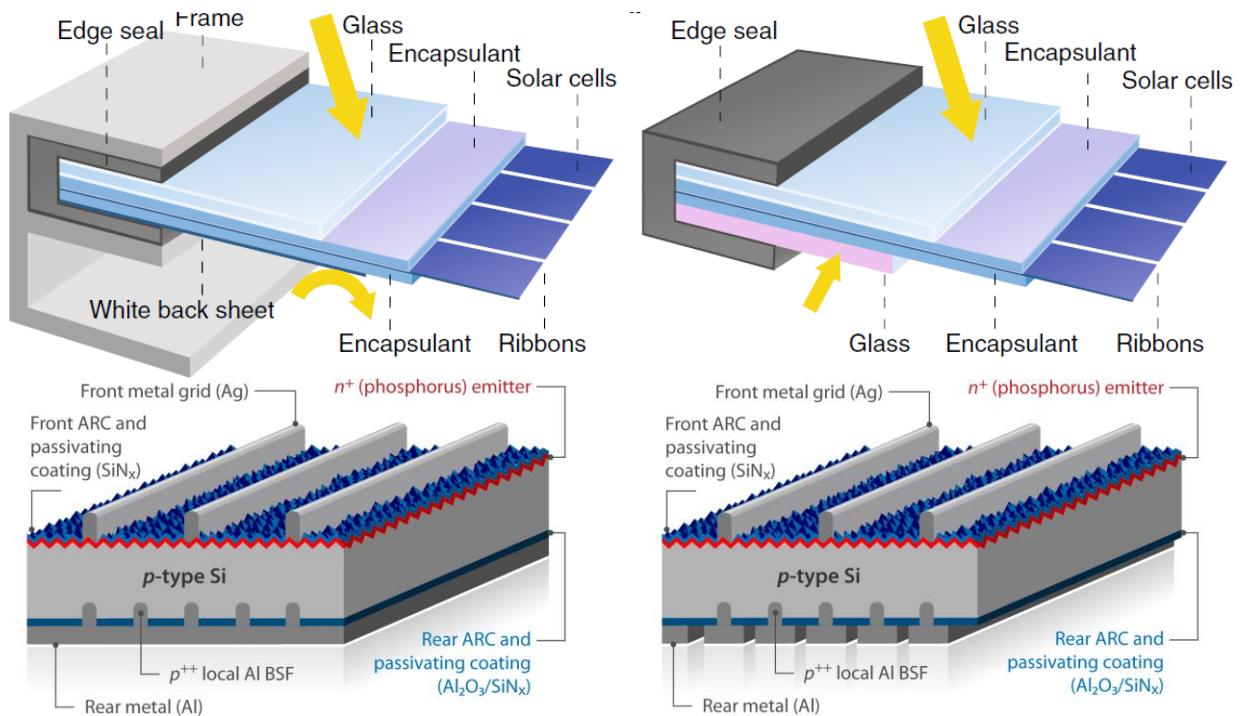 Frame
Edge seal
Glass
Encapsulant
Solar cells
White back sheet
Encapsulant
Ribbons
Edge seal
Glass
Encapsulant
Solar cells
Glass
Encapsulant
Ribbons
Front metal grid (Ag)
n⁺ (phosphorus) emitter
Front ARC and
passivating
coating (SiNₓ)
p-type Si
Rear ARC and
passivating coating
(Al₂O₃/SiNₓ)
p⁺⁺ local Al BSF
Rear metal (Al)
Front metal grid (Ag)
n⁺ (phosphorus) emitter
Front ARC and
passivating
coating (SiNₓ)
p-type Si
Rear ARC and
passivating coating
(Al₂O₃/SiNₓ)
p⁺⁺ local Al BSF
Rear metal (Al)